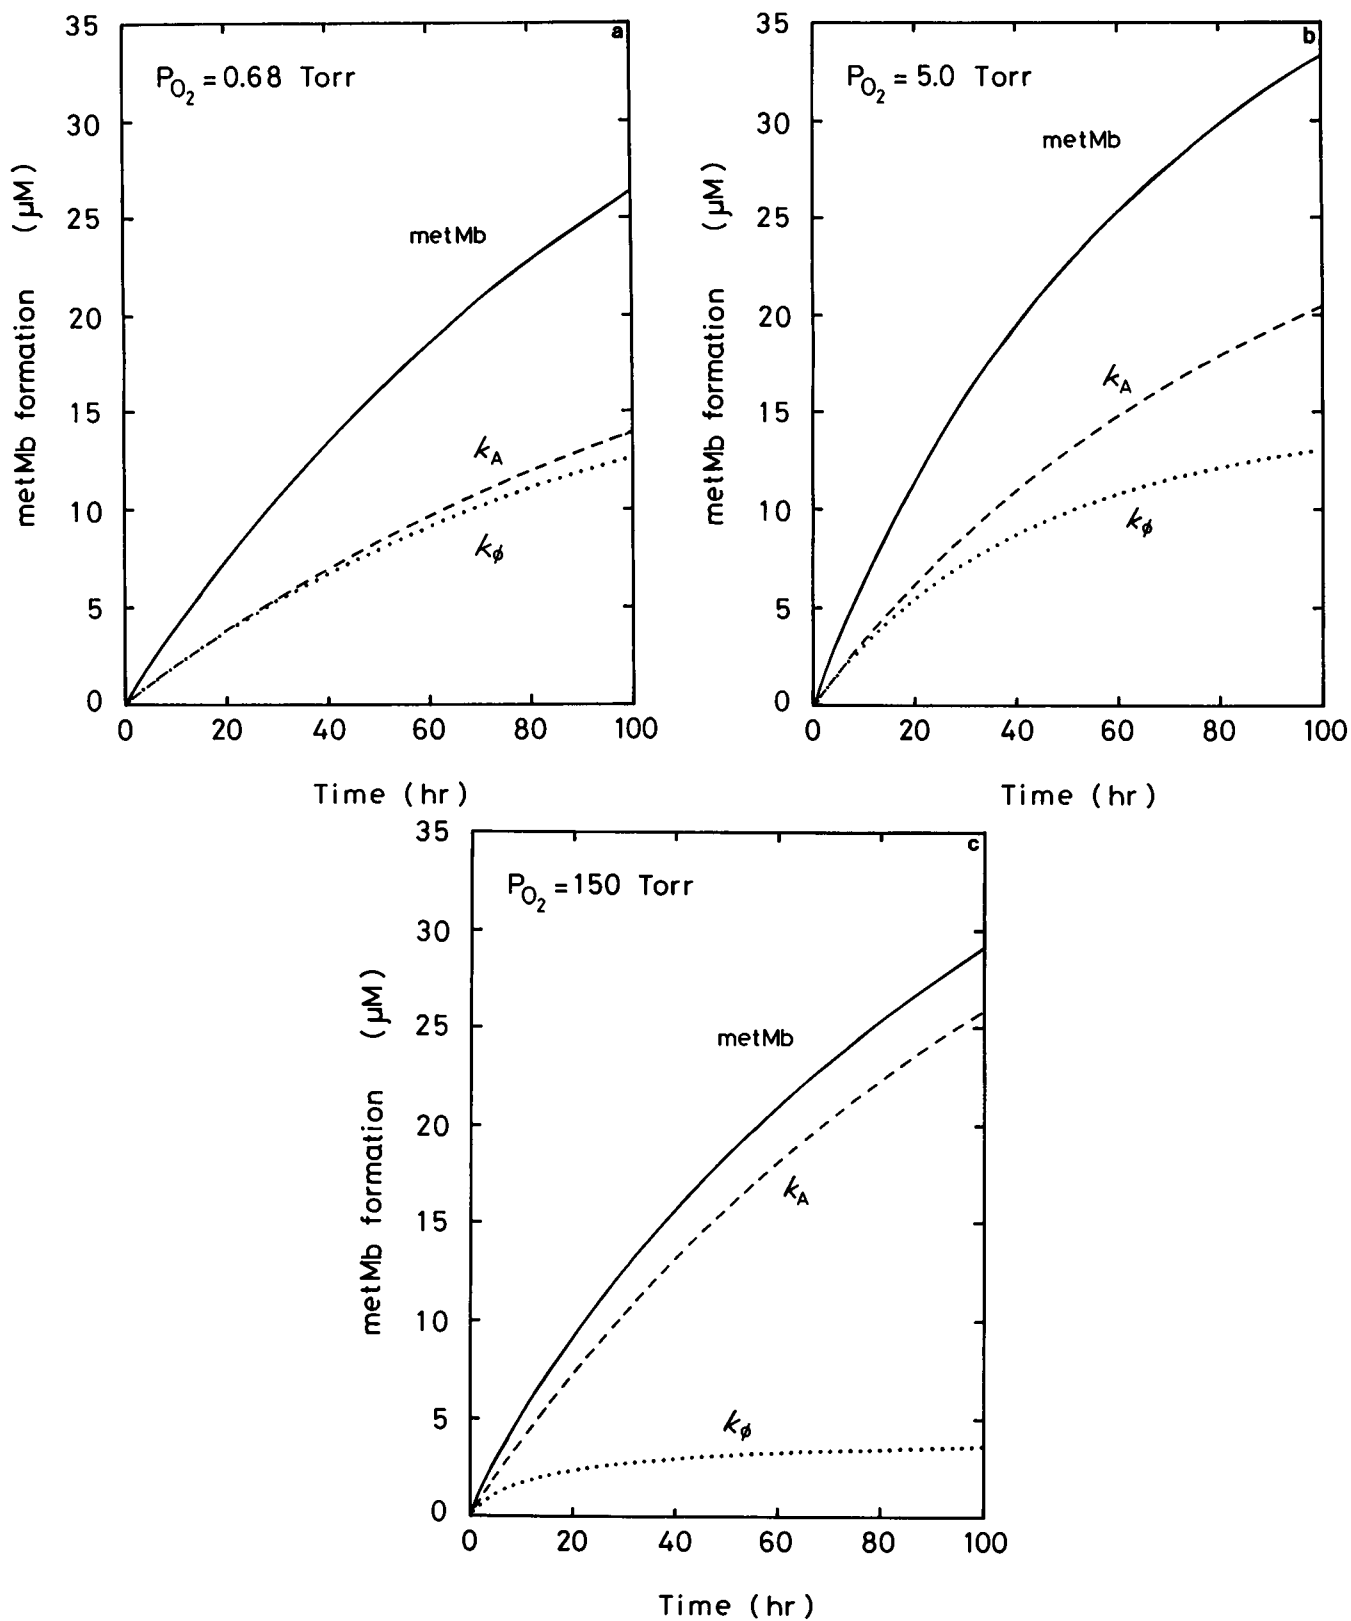 a
P_O2 = 0.68 Torr
metMb
k_A
k_ϕ
35
30
25
20
15
10
5
0
metMb formation (μM)
0 20 40 60 80 100
Time (hr)
b
P_O2 = 5.0 Torr
metMb
k_A
k_ϕ
35
30
25
20
15
10
5
0
metMb formation (μM)
0 20 40 60 80 100
Time (hr)
c
P_O2 = 150 Torr
metMb
k_A
k_ϕ
35
30
25
20
15
10
5
0
metMb formation (μM)
0 20 40 60 80 100
Time (hr)